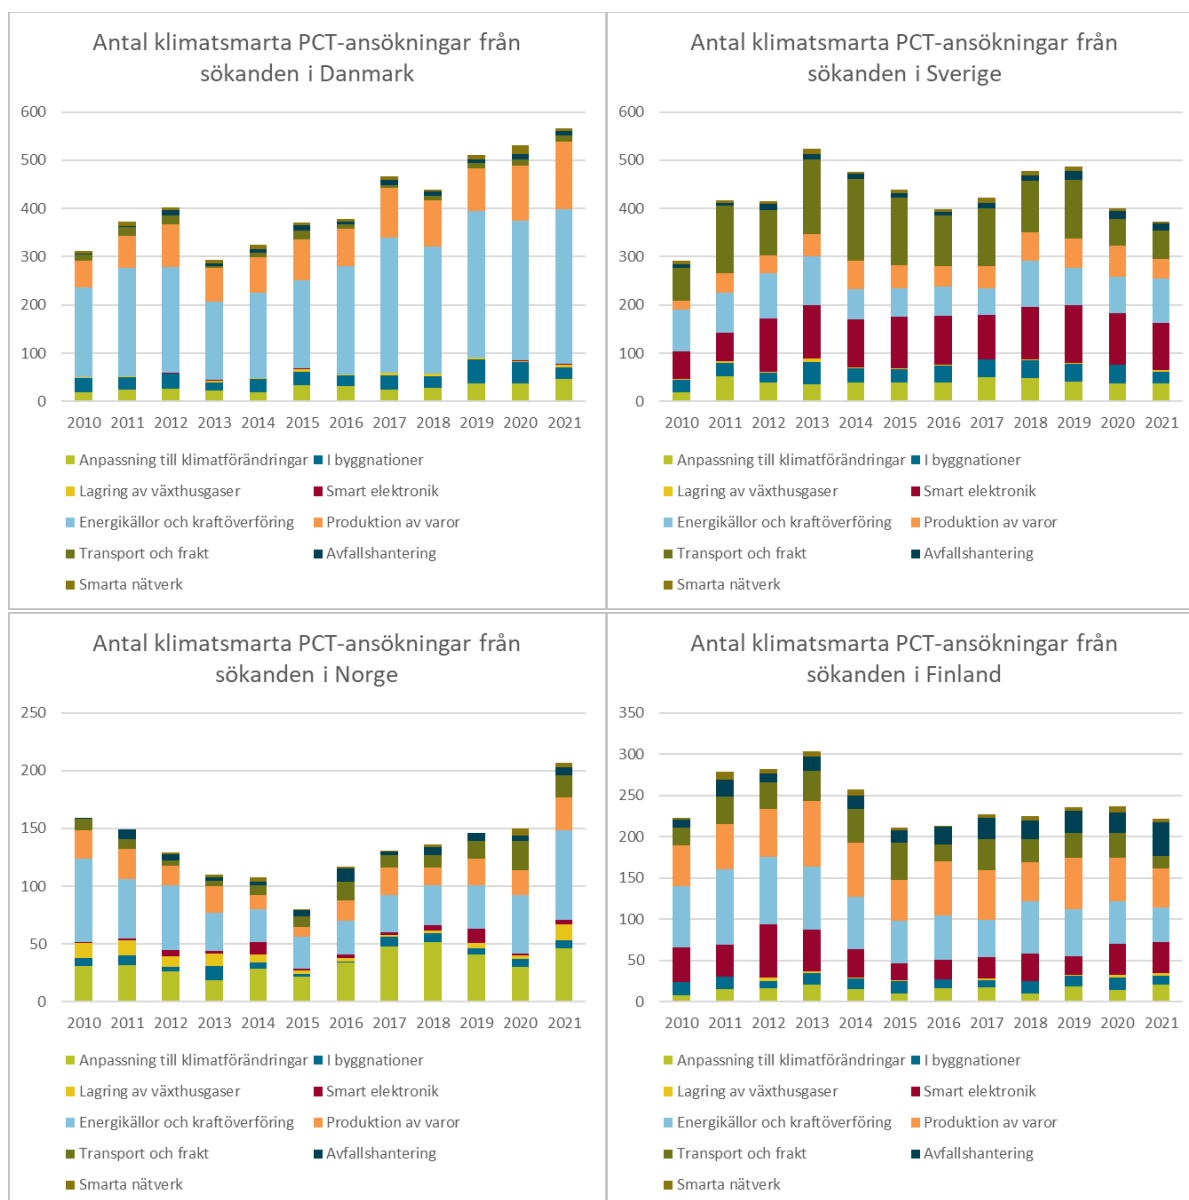 Antal klimatsmarta PCT-ansökningar från
sökanden i Danmark
600
500
400
300
200
100
0
2010 2011 2012 2013 2014 2015 2016 2017 2018 2019 2020 2021
Anpassning till klimatförändringar I byggnationer
Lagring av växthusgaser Smart elektronik
Energikällor och kraftöverföring Produktion av varor
Transport och frakt Avfallshantering
Smarta nätverk
Antal klimatsmarta PCT-ansökningar från
sökanden i Sverige
600
500
400
300
200
100
0
2010 2011 2012 2013 2014 2015 2016 2017 2018 2019 2020 2021
Anpassning till klimatförändringar I byggnationer
Lagring av växthusgaser Smart elektronik
Energikällor och kraftöverföring Produktion av varor
Transport och frakt Avfallshantering
Smarta nätverk
Antal klimatsmarta PCT-ansökningar från
sökanden i Norge
250
200
150
100
50
0
2010 2011 2012 2013 2014 2015 2016 2017 2018 2019 2020 2021
Anpassning till klimatförändringar I byggnationer
Lagring av växthusgaser Smart elektronik
Energikällor och kraftöverföring Produktion av varor
Transport och frakt Avfallshantering
Smarta nätverk
Antal klimatsmarta PCT-ansökningar från
sökanden i Finland
350
300
250
200
150
100
50
0
2010 2011 2012 2013 2014 2015 2016 2017 2018 2019 2020 2021
Anpassning till klimatförändringar I byggnationer
Lagring av växthusgaser Smart elektronik
Energikällor och kraftöverföring Produktion av varor
Transport och frakt Avfallshantering
Smarta nätverk